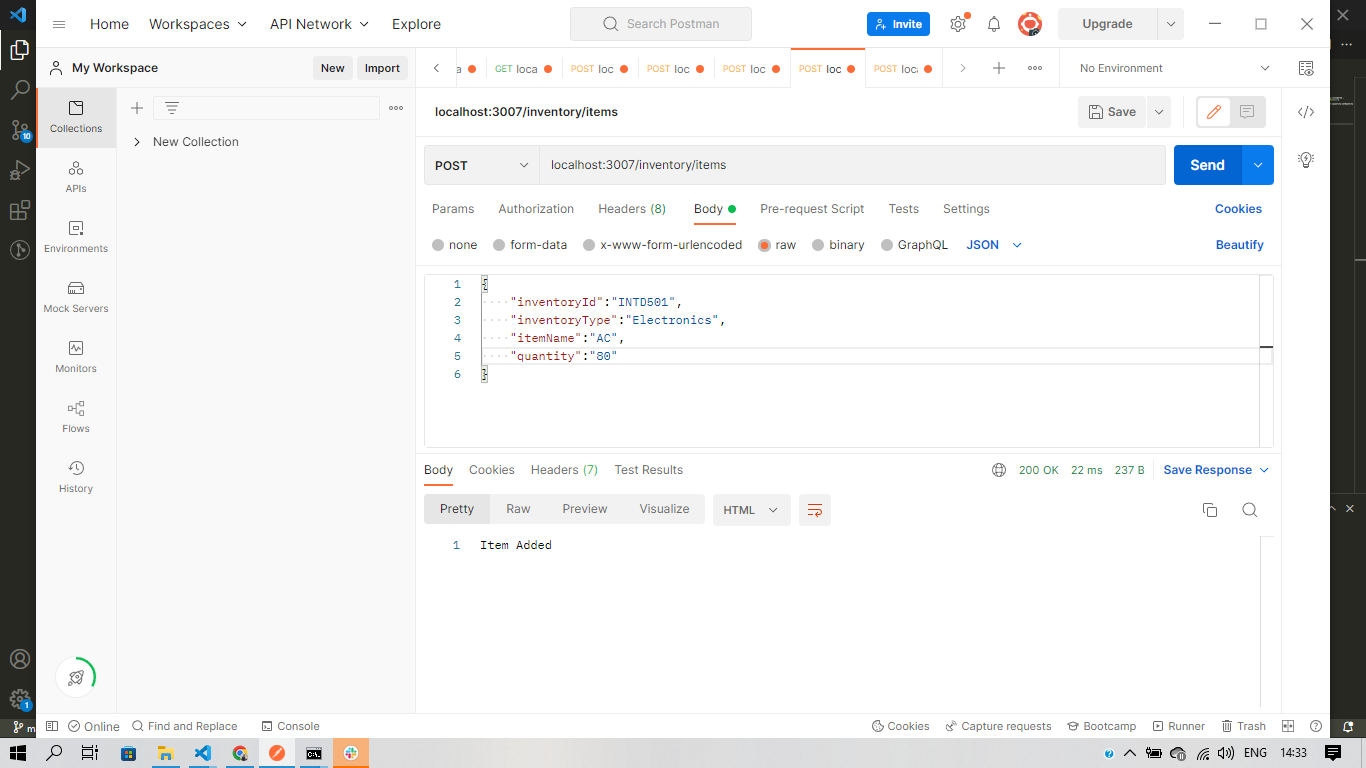 Home Workspaces API Network Explore Search Postman Invite Upgrade
My Workspace New Import
GET loca POST loc POST loc POST loc POST loc POST loca No Environment
Collections
New Collection
APIs
Environments
Mock Servers
Monitors
Flows
History
localhost:3007/inventory/items Save
POST localhost:3007/inventory/items Send
Params Authorization Headers (8) Body Pre-request Script Tests Settings Cookies
none form-data x-www-form-urlencoded raw binary GraphQL JSON Beautify
1 {
2 "inventoryId":"INTD501",
3 "inventoryType":"Electronics",
4 "itemName":"AC",
5 "quantity":"80"
6 }
Body Cookies Headers (7) Test Results 200 OK 22 ms 237 B Save Response
Pretty Raw Preview Visualize HTML
1 Item Added
10
1
Online Find and Replace Console Cookies Capture requests Bootcamp Runner Trash
ENG 14:33